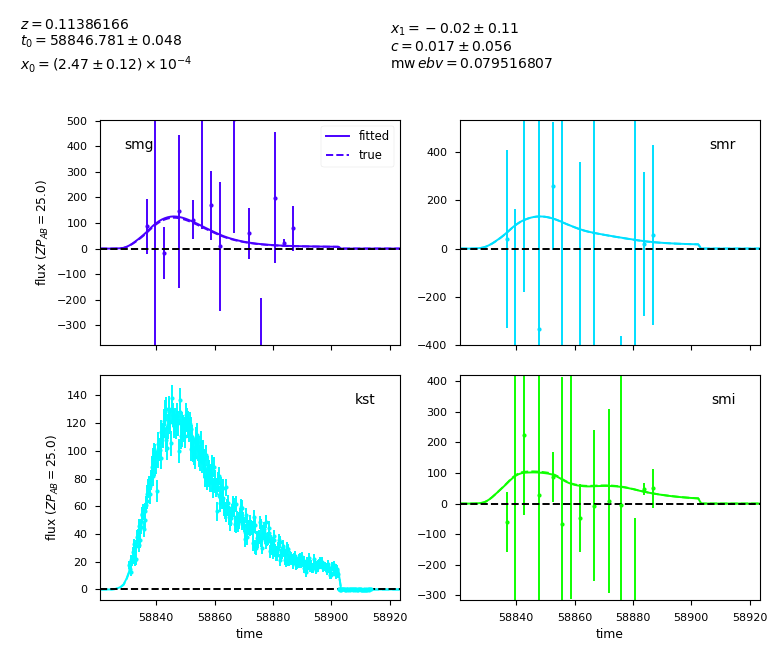 z = 0.11386166
t0 = 58846.781 ± 0.048
x0 = (2.47 ± 0.12) × 10^−4
x1 = −0.02 ± 0.11
c = 0.017 ± 0.056
mw ebv = 0.079516807
smg
fitted
true
500
400
300
200
100
0
−100
−200
−300
flux (ZP_AB = 25.0)
smr
400
200
0
−200
−400
kst
140
120
100
80
60
40
20
0
flux (ZP_AB = 25.0)
58840 58860 58880 58900 58920
time
smi
400
300
200
100
0
−100
−200
−300
58840 58860 58880 58900 58920
time